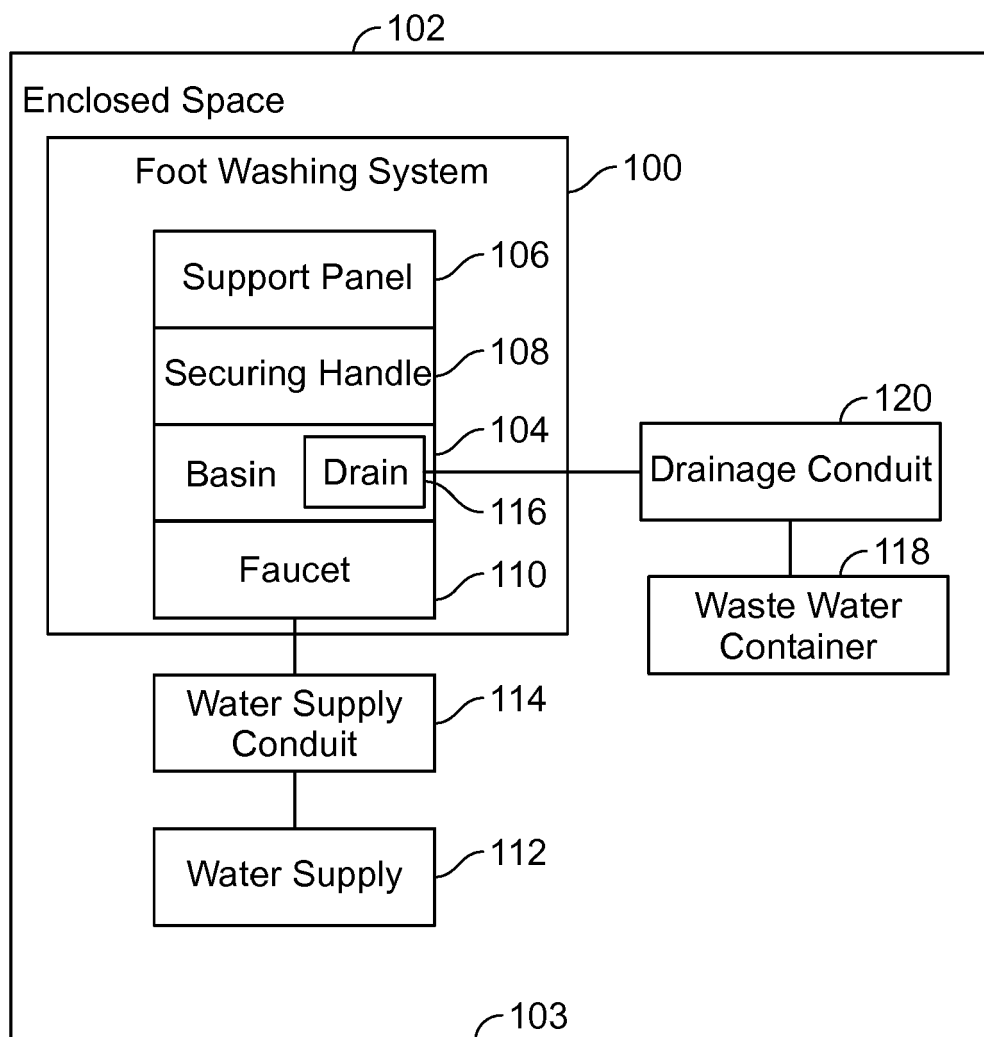 102
Enclosed Space
Foot Washing System
100
Support Panel
106
Securing Handle
108
Basin
Drain
104
116
Faucet
110
120
Drainage Conduit
118
Waste Water
Container
Water Supply
Conduit
114
Water Supply
112
103